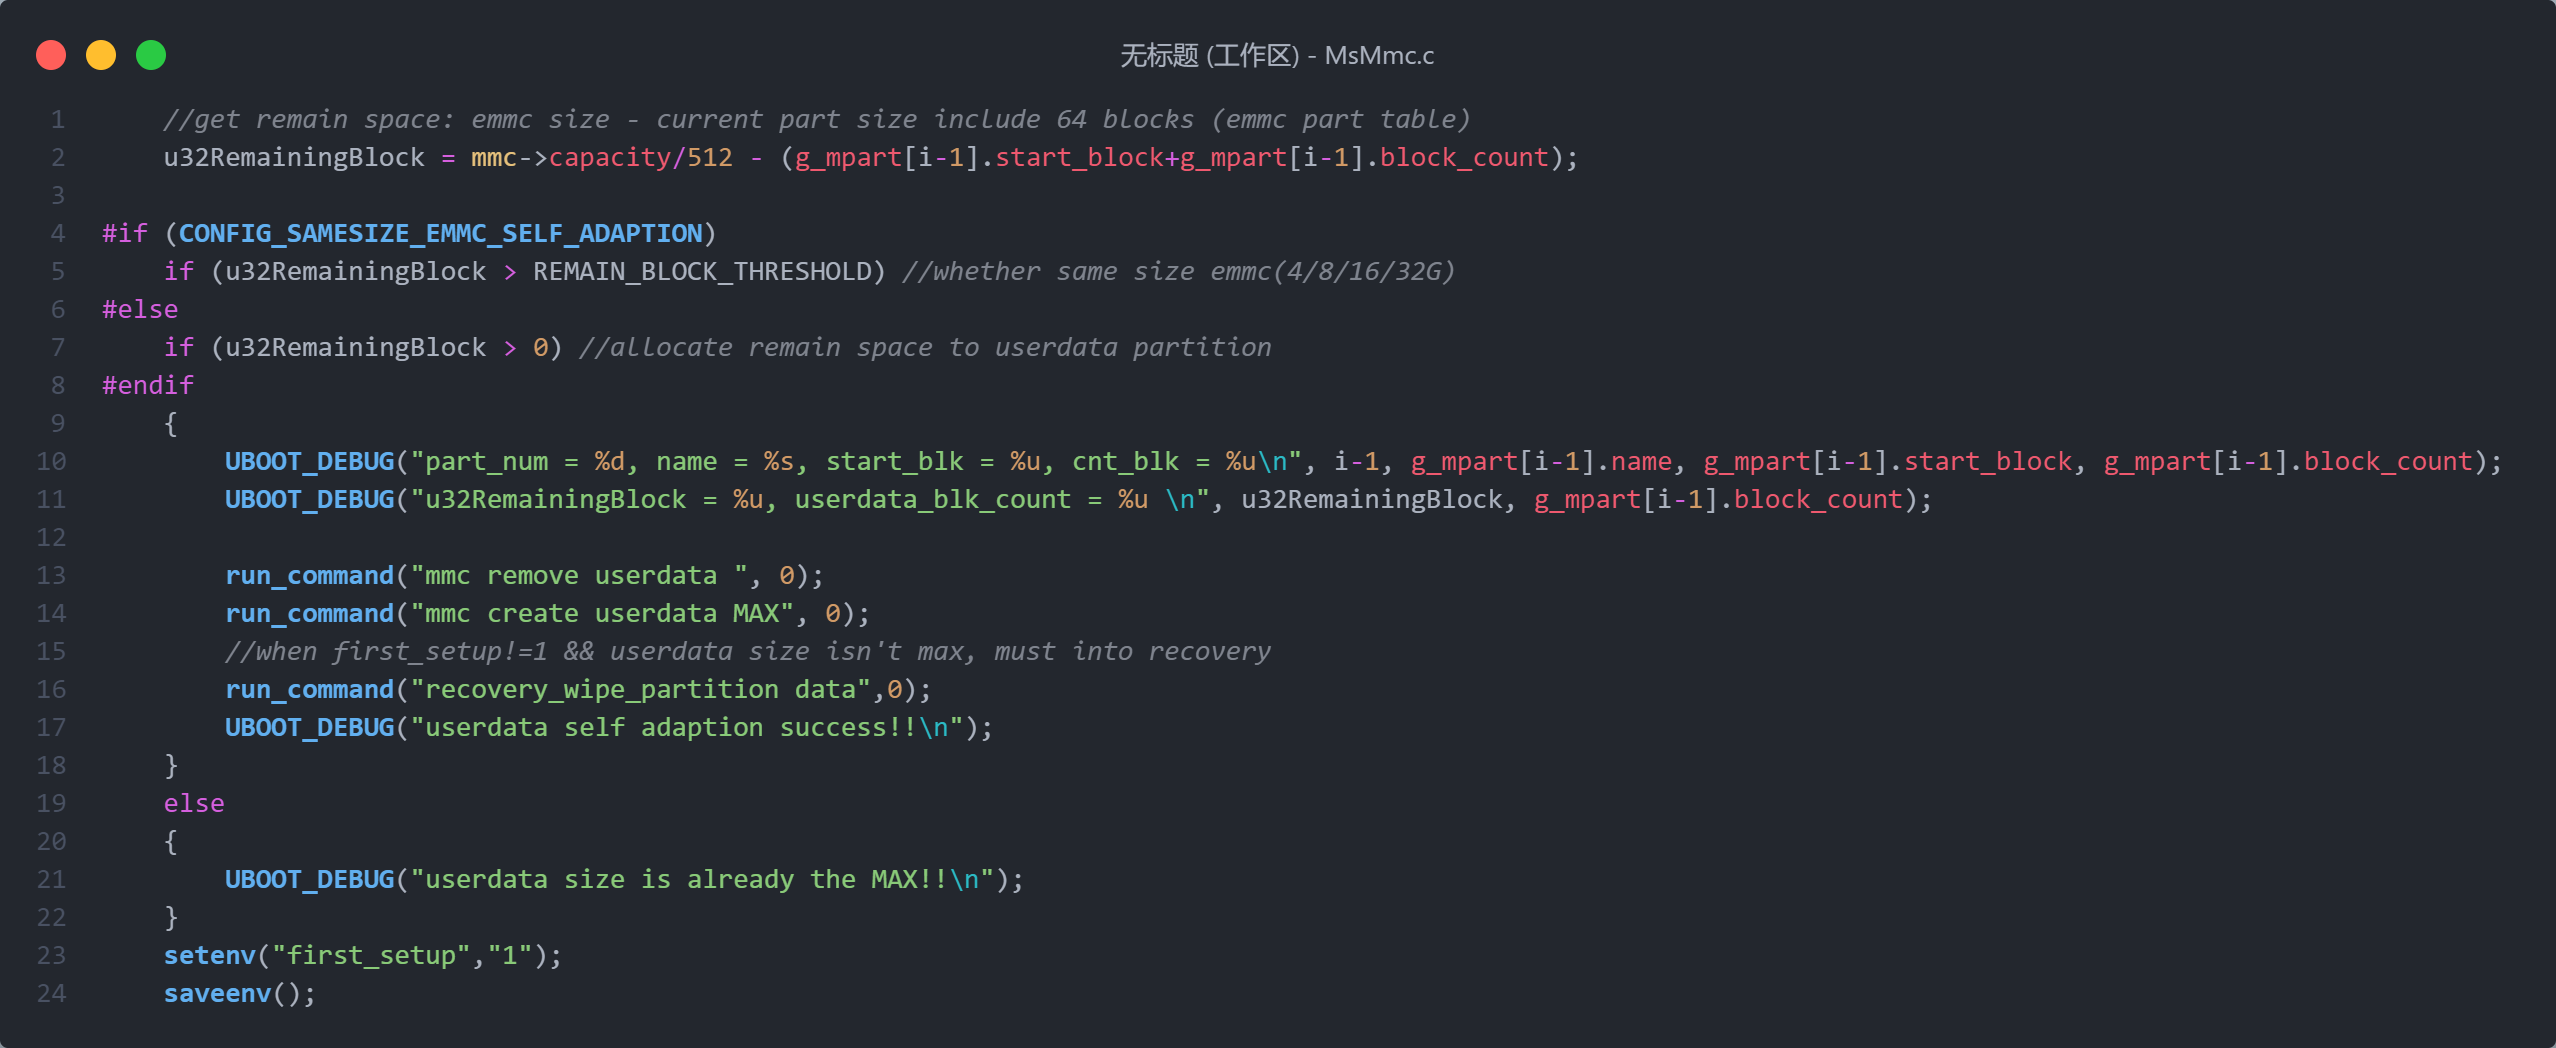 无标题 (工作区) - MsMmc.c
1 //get remain space: emmc size - current part size include 64 blocks (emmc part table)
2 u32RemainingBlock = mmc->capacity/512 - (g_mpart[i-1].start_block+g_mpart[i-1].block_count);
3
4 #if (CONFIG_SAMESIZE_EMMC_SELF_ADAPTION)
5 if (u32RemainingBlock > REMAIN_BLOCK_THRESHOLD) //whether same size emmc(4/8/16/32G)
6 #else
7 if (u32RemainingBlock > 0) //allocate remain space to userdata partition
8 #endif
9 {
10 UBOOT_DEBUG("part_num = %d, name = %s, start_blk = %u, cnt_blk = %u\n", i-1, g_mpart[i-1].name, g_mpart[i-1].start_block, g_mpart[i-1].block_count);
11 UBOOT_DEBUG("u32RemainingBlock = %u, userdata_blk_count = %u \n", u32RemainingBlock, g_mpart[i-1].block_count);
12
13 run_command("mmc remove userdata ", 0);
14 run_command("mmc create userdata MAX", 0);
15 //when first_setup!=1 && userdata size isn't max, must into recovery
16 run_command("recovery_wipe_partition data",0);
17 UBOOT_DEBUG("userdata self adaption success!!\n");
18 }
19 else
20 {
21 UBOOT_DEBUG("userdata size is already the MAX!!\n");
22 }
23 setenv("first_setup","1");
24 saveenv();